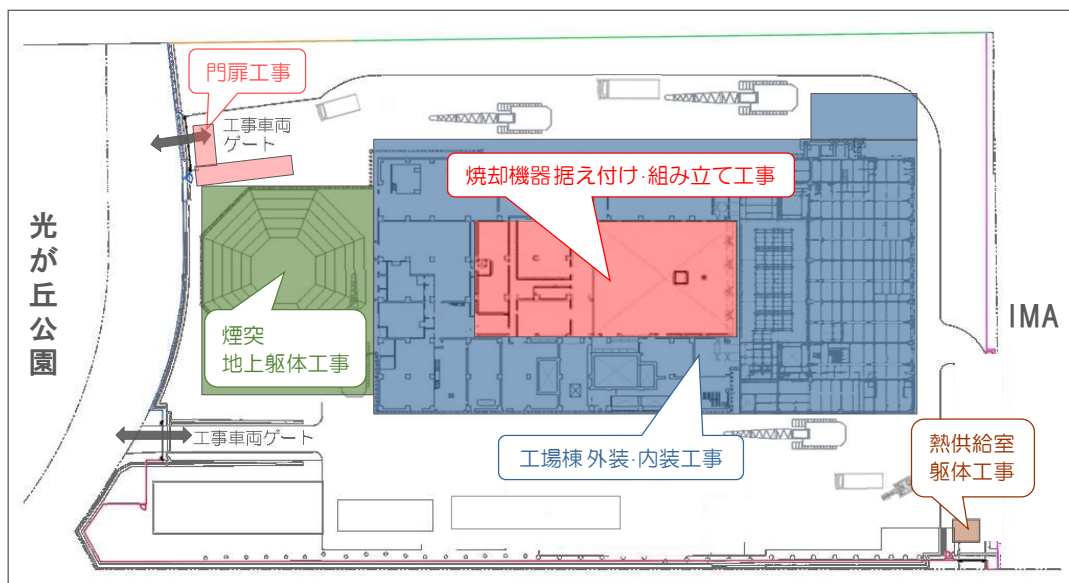 門扉工事
工事車両
ゲート
焼却機器据え付け・組み立て工事
光が丘公園
煙突
地上躯体工事
IMA
工事車両ゲート
工場棟 外装・内装工事
熱供給室
躯体工事